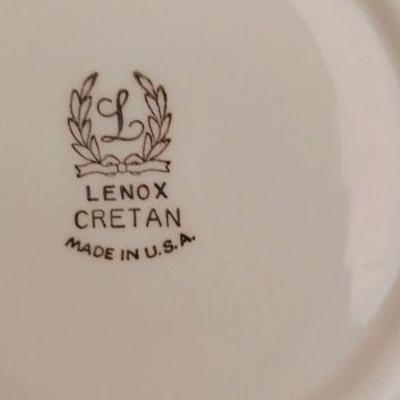 L
LENOX
CRETAN
MADE IN U.S.A.